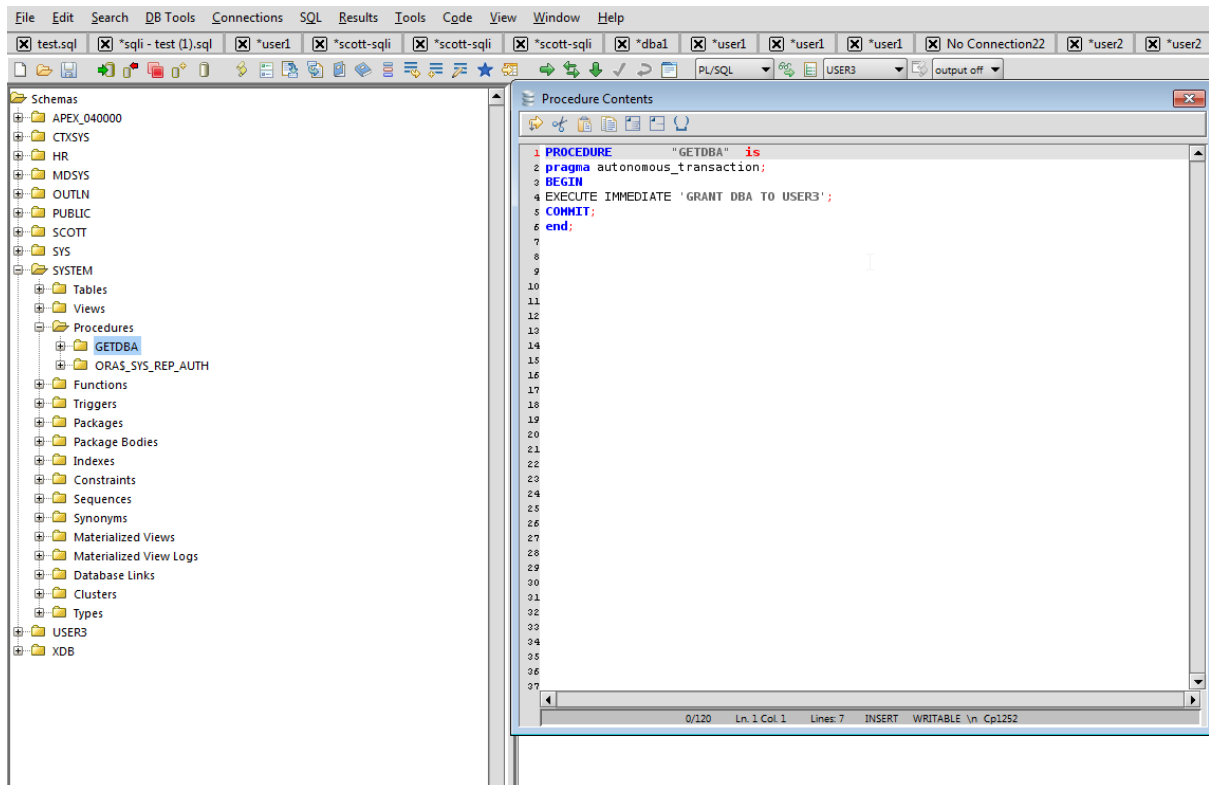 File Edit Search DB Tools Connections SQL Results Tools Code View Window Help
test.sql *sqli - test (1).sql *user1 *scott-sqli *scott-sqli *scott-sqli *dba1 *user1 *user1 *user1 No Connection22 *user2 *user2
PL/SQL USER3 output off
Schemas
APEX_040000
CTXSYS
HR
MDSYS
OUTLN
PUBLIC
SCOTT
SYS
SYSTEM
Tables
Views
Procedures
GETDBA
ORA$_SYS_REP_AUTH
Functions
Triggers
Packages
Package Bodies
Indexes
Constraints
Sequences
Synonyms
Materialized Views
Materialized View Logs
Database Links
Clusters
Types
USER3
XDB
Procedure Contents
1 PROCEDURE "GETDBA" is
2 pragma autonomous_transaction;
3 BEGIN
4 EXECUTE IMMEDIATE 'GRANT DBA TO USER3';
5 COMMIT;
6 end;
7
8
9
10
11
12
13
14
15
16
17
18
19
20
21
22
23
24
25
26
27
28
29
30
31
32
33
34
35
36
37
0/120 Ln. 1 Col. 1 Lines: 7 INSERT WRITABLE \n Cp1252